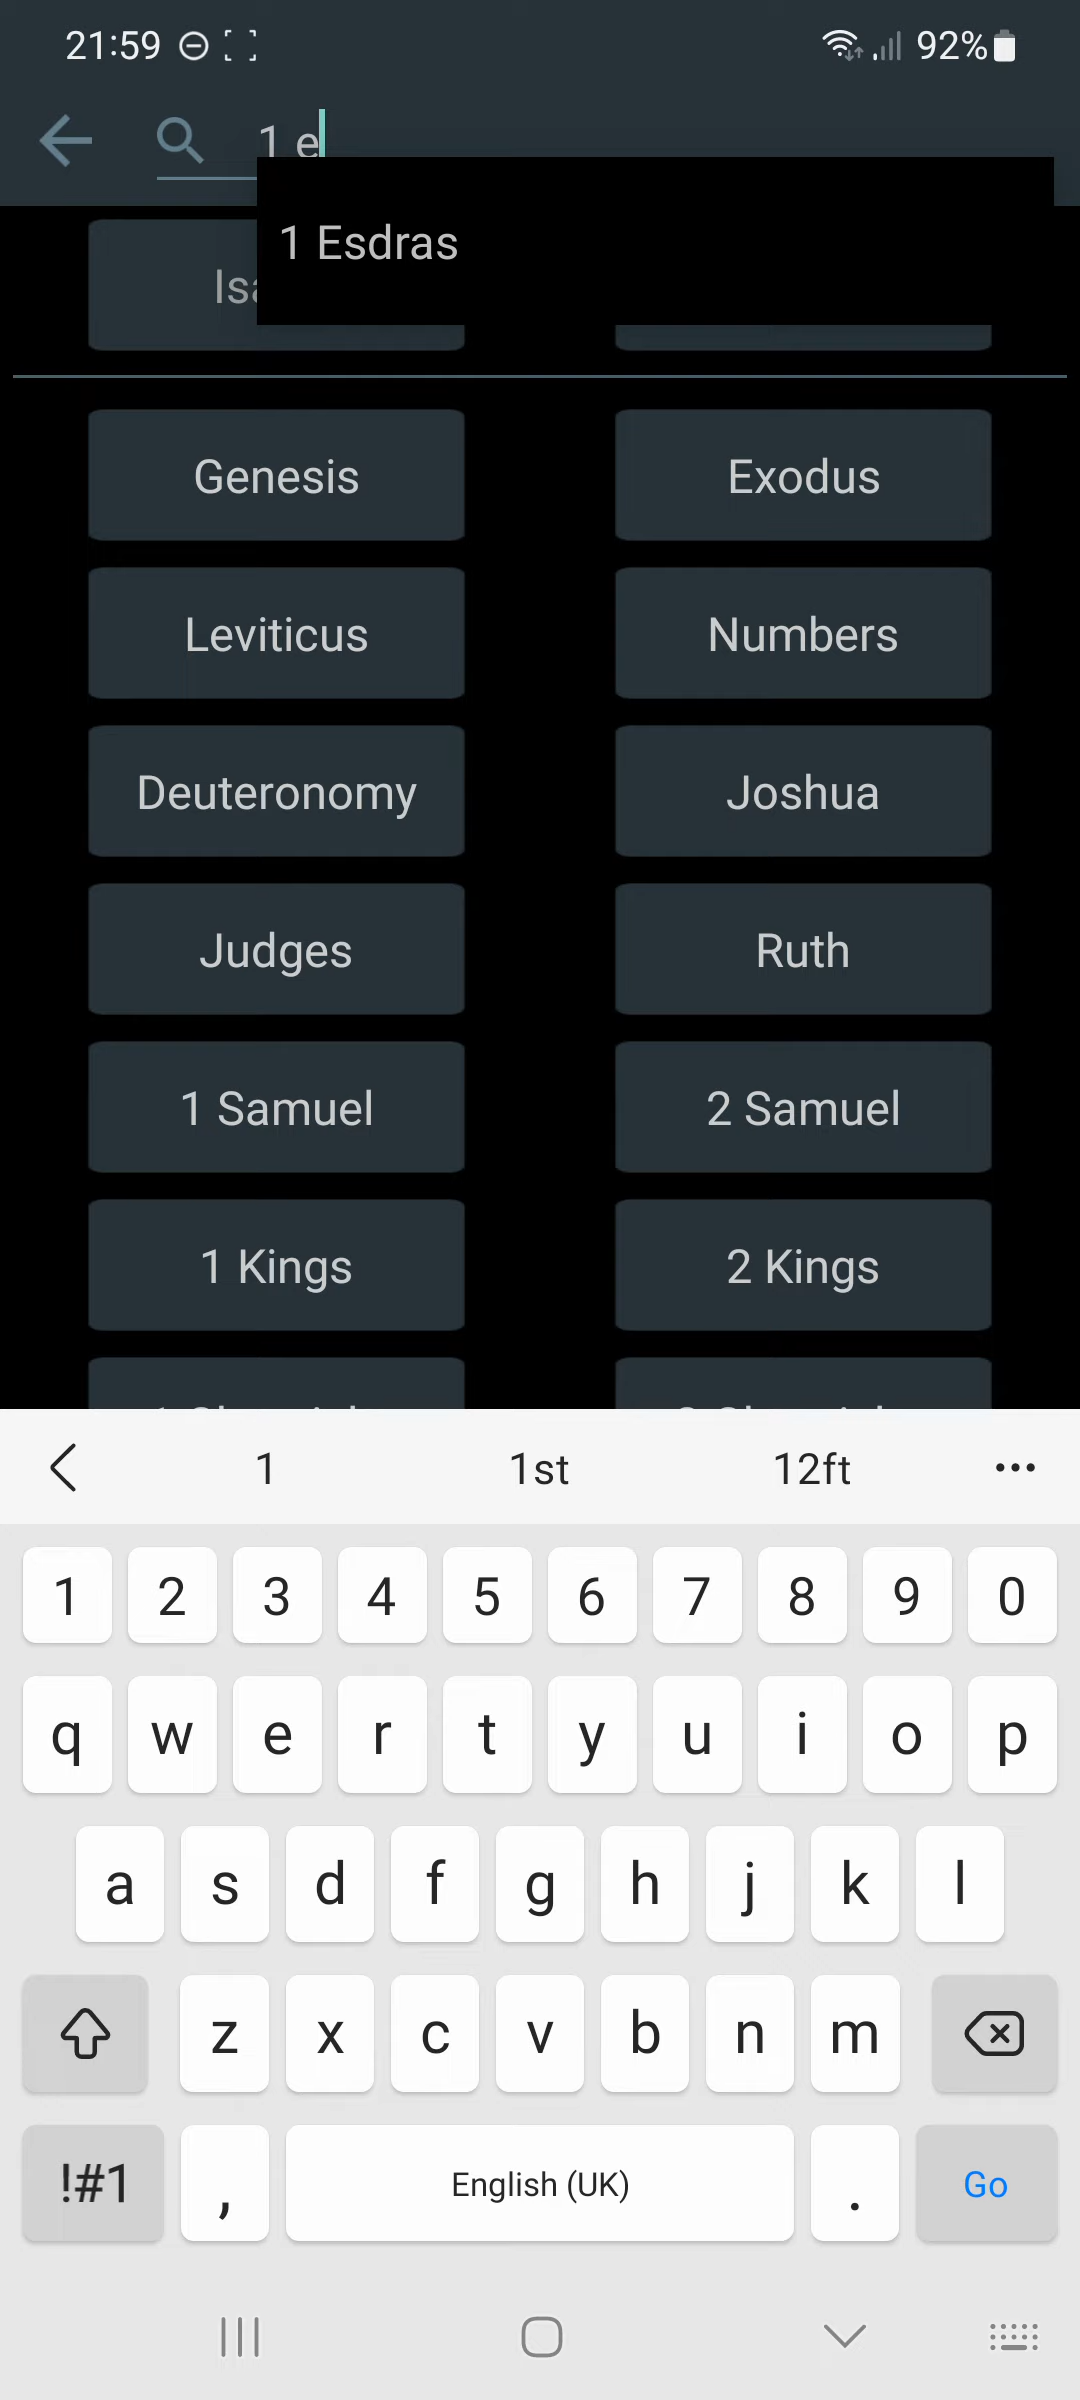 21:59 92%
1 e
1 Esdras
Genesis Exodus
Leviticus Numbers
Deuteronomy Joshua
Judges Ruth
1 Samuel 2 Samuel
1 Kings 2 Kings
1 1st 12ft
1 2 3 4 5 6 7 8 9 0
q w e r t y u i o p
a s d f g h j k l
z x c v b n m
!#1 , English (UK) . Go